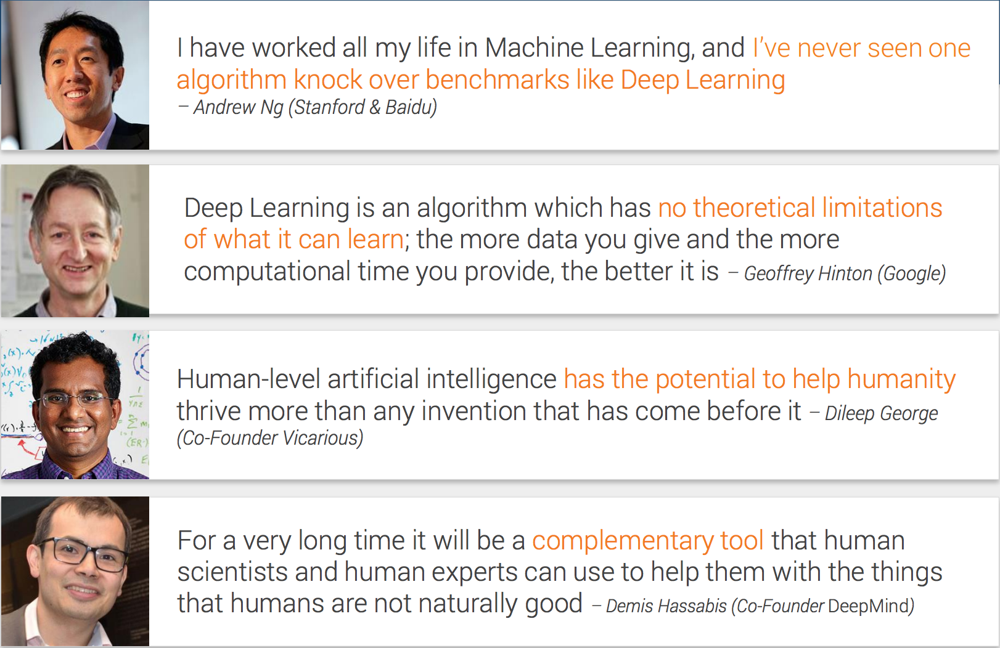 I have worked all my life in Machine Learning, and I've never seen one
algorithm knock over benchmarks like Deep Learning
– Andrew Ng (Stanford & Baidu)
Deep Learning is an algorithm which has no theoretical limitations
of what it can learn; the more data you give and the more
computational time you provide, the better it is – Geoffrey Hinton (Google)
Human-level artificial intelligence has the potential to help humanity
thrive more than any invention that has come before it – Dileep George
(Co-Founder Vicarious)
For a very long time it will be a complementary tool that human
scientists and human experts can use to help them with the things
that humans are not naturally good – Demis Hassabis (Co-Founder DeepMind)